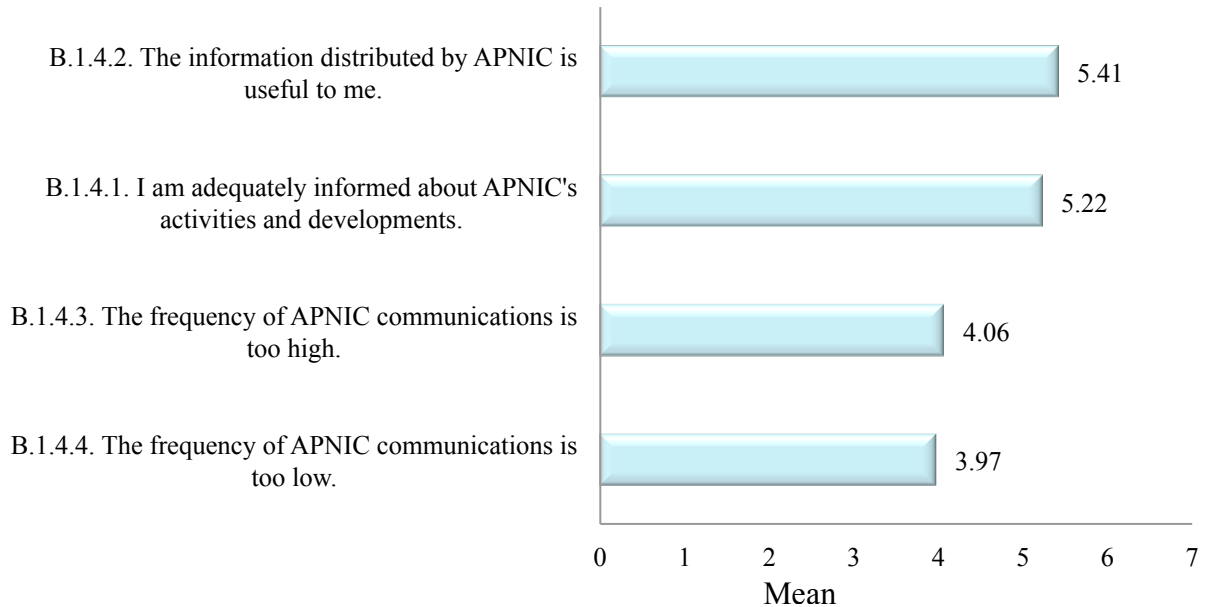 B.1.4.2. The information distributed by APNIC is
useful to me.
5.41
B.1.4.1. I am adequately informed about APNIC's
activities and developments.
5.22
B.1.4.3. The frequency of APNIC communications is
too high.
4.06
B.1.4.4. The frequency of APNIC communications is
too low.
3.97
0 1 2 3 4 5 6 7
Mean